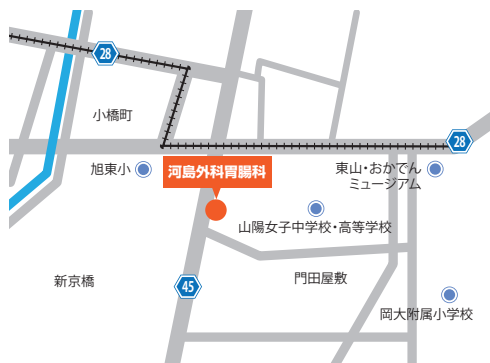 28
小橋町
28
旭東小
河島外科胃腸科
東山・おかでん
ミュージアム
山陽女子中学校・高等学校
新京橋
45
門田屋敷
岡大附属小学校